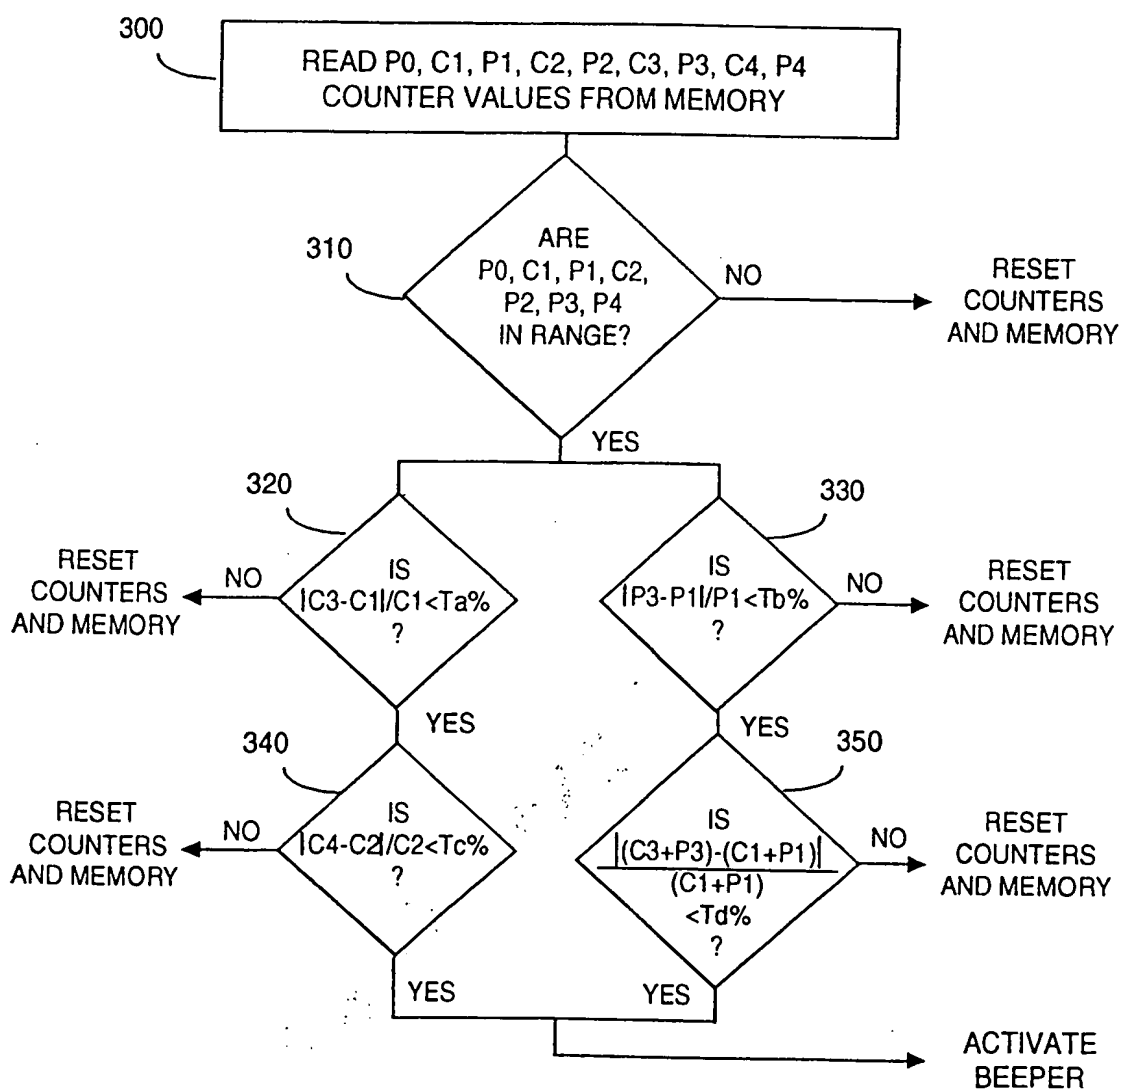 300
READ P0, C1, P1, C2, P2, C3, P3, C4, P4
COUNTER VALUES FROM MEMORY
310
ARE
P0, C1, P1, C2,
P2, P3, P4
IN RANGE?
NO
RESET
COUNTERS
AND MEMORY
YES
320
IS
|C3-C1|/C1<Ta%
?
NO
RESET
COUNTERS
AND MEMORY
YES
330
IS
|P3-P1|/P1<Tb%
?
NO
RESET
COUNTERS
AND MEMORY
YES
340
IS
|C4-C2|/C2<Tc%
?
NO
RESET
COUNTERS
AND MEMORY
YES
350
IS
|(C3+P3)-(C1+P1)|
(C1+P1)
<Td%
?
NO
RESET
COUNTERS
AND MEMORY
YES
ACTIVATE
BEEPER